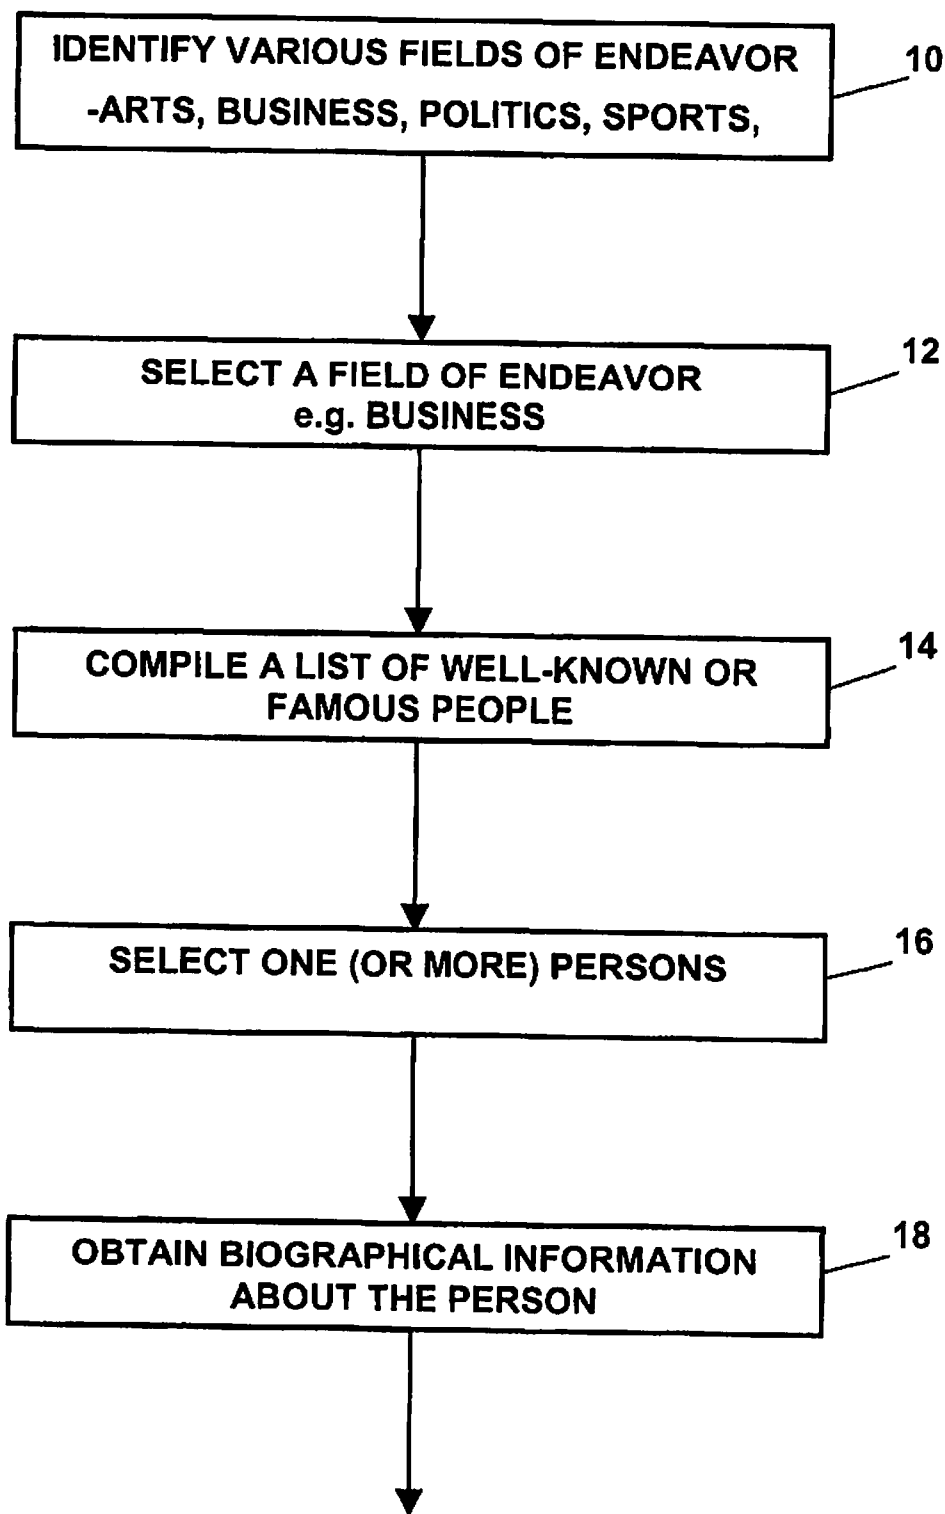 IDENTIFY VARIOUS FIELDS OF ENDEAVOR
-ARTS, BUSINESS, POLITICS, SPORTS,
10
SELECT A FIELD OF ENDEAVOR
e.g. BUSINESS
12
COMPILE A LIST OF WELL-KNOWN OR
FAMOUS PEOPLE
14
SELECT ONE (OR MORE) PERSONS
16
OBTAIN BIOGRAPHICAL INFORMATION
ABOUT THE PERSON
18